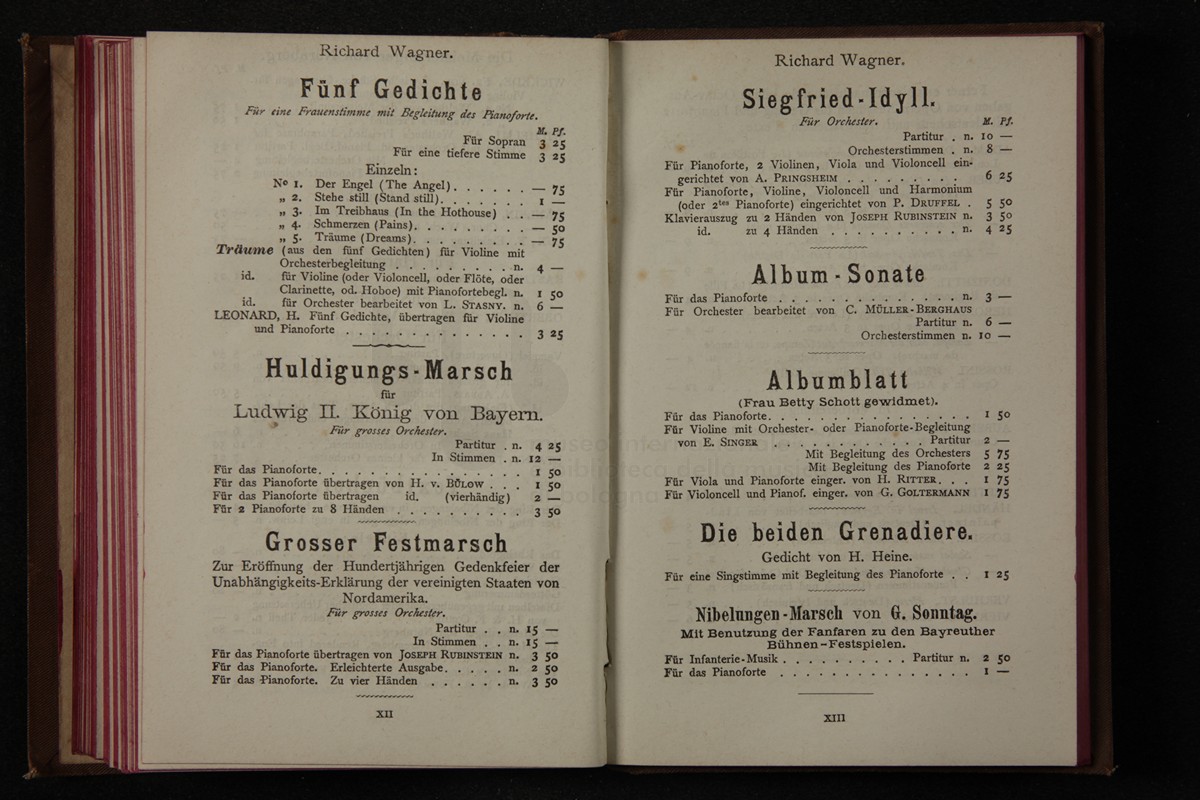 Richard Wagner.
Fünf Gedichte
Für eine Frauenstimme mit Begleitung des Pianoforte.
M. Pf.
Für Sopran 3 25
Für eine tiefere Stimme 3 25
Einzeln:
No 1. Der Engel (The Angel) . . . . . . — 75
„ 2. Stehe still (Stand still). . . . . . . 1 —
„ 3. Im Treibhaus (In the Hothouse) . . — 75
„ 4. Schmerzen (Pains). . . . . . . . . — 50
„ 5. Träume (Dreams). . . . . . . . . — 75
Träume (aus den fünf Gedichten) für Violine mit
Orchesterbegleitung . . . . . . . . . n. 4 —
id. für Violine (oder Violoncell, oder Flöte, oder
Clarinette, od. Hoboe) mit Pianofortebegl. n. 1 50
id. für Orchester bearbeitet von L. STASNY. n. 6 —
LEONARD, H. Fünf Gedichte, übertragen für Violine
und Pianoforte . . . . . . . . . . . . . . 3 25
Huldigungs-Marsch
für
Ludwig II. König von Bayern.
Für grosses Orchester.
Partitur . n. 4 25
In Stimmen . n. 12 —
Für das Pianoforte. . . . . . . . . . . . . . . 1 50
Für das Pianoforte übertragen von H. v. BÜLOW . . . 1 50
Für das Pianoforte übertragen id. (vierhändig) 2 —
Für 2 Pianoforte zu 8 Händen . . . . . . . . . . 3 50
Grosser Festmarsch
Zur Eröffnung der Hundertjährigen Gedenkfeier der
Unabhängigkeits-Erklärung der vereinigten Staaten von
Nordamerika.
Für grosses Orchester.
Partitur . . n. 15 —
In Stimmen . . n. 15 —
Für das Pianoforte übertragen von JOSEPH RUBINSTEIN n. 3 50
Für das Pianoforte. Erleichterte Ausgabe. . . . . n. 2 50
Für das Pianoforte. Zu vier Händen . . . . . . n. 3 50
XII
Richard Wagner.
Siegfried-Idyll.
Für Orchester. M. Pf.
Partitur . n. 10 —
Orchesterstimmen . n. 8 —
Für Pianoforte, 2 Violinen, Viola und Violoncell ein-
gerichtet von A. PRINGSHEIM . . . . . . . . . 6 25
Für Pianoforte, Violine, Violoncell und Harmonium
(oder 2tes Pianoforte) eingerichtet von P. DRUFFEL . 5 50
Klavierauszug zu 2 Händen von JOSEPH RUBINSTEIN n. 3 50
id. zu 4 Händen . . . . . . . . . . n. 4 25
Album-Sonate
Für das Pianoforte . . . . . . . . . . . . . . n. 3 —
Für Orchester bearbeitet von C. MÜLLER-BERGHAUS
Partitur n. 6 —
Orchesterstimmen n. 10 —
Albumblatt
(Frau Betty Schott gewidmet).
Für das Pianoforte. . . . . . . . . . . . . . . . 1 50
Für Violine mit Orchester- oder Pianoforte-Begleitung
von E. SINGER . . . . . . . . . . . . Partitur 2 —
Mit Begleitung des Orchesters 5 75
Mit Begleitung des Pianoforte 2 25
Für Viola und Pianoforte einger. von H. RITTER. . . 1 75
Für Violoncell und Pianof. einger. von G. GOLTERMANN 1 75
Die beiden Grenadiere.
Gedicht von H. Heine.
Für eine Singstimme mit Begleitung des Pianoforte . . 1 25
Nibelungen-Marsch von G. Sonntag.
Mit Benutzung der Fanfaren zu den Bayreuther
Bühnen-Festspielen.
Für Infanterie-Musik . . . . . . . . . . Partitur n. 2 50
Für das Pianoforte . . . . . . . . . . . . . . . 1 —
XIII